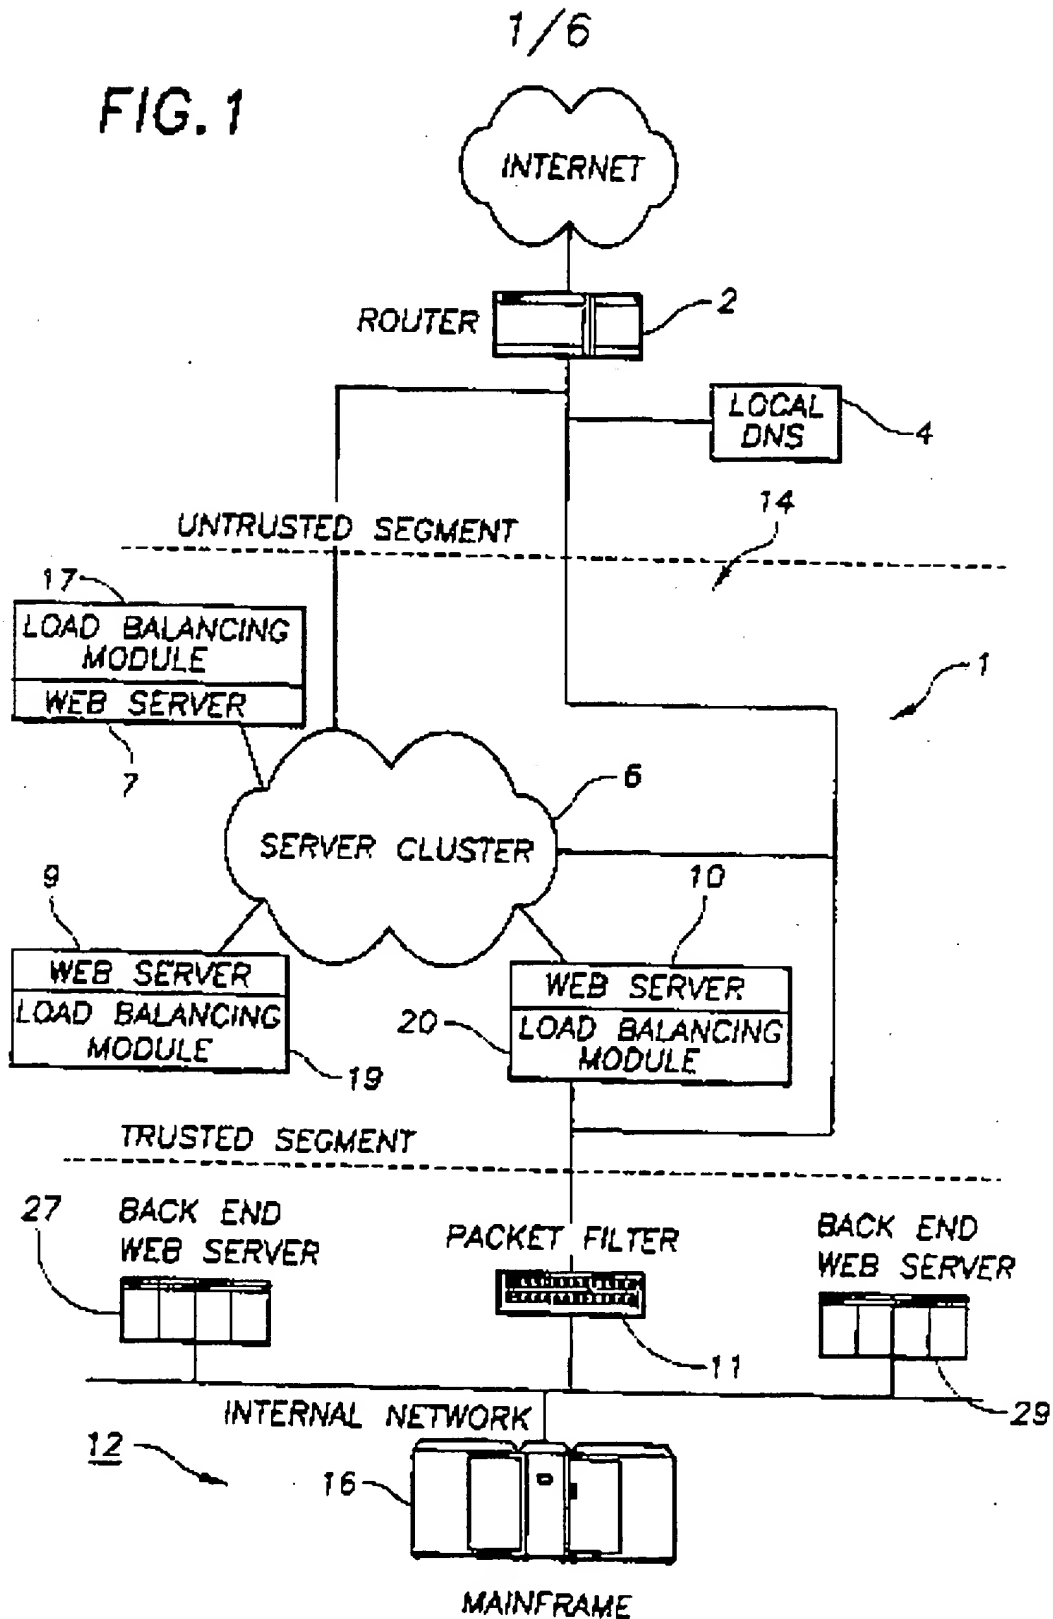 1/6
FIG. 1
INTERNET
ROUTER
2
LOCAL
DNS
4
14
UNTRUSTED SEGMENT
17
LOAD BALANCING
MODULE
WEB SERVER
7
1
6
SERVER CLUSTER
9
WEB SERVER
LOAD BALANCING
MODULE
19
10
WEB SERVER
20
LOAD BALANCING
MODULE
TRUSTED SEGMENT
27
BACK END
WEB SERVER
PACKET FILTER
11
BACK END
WEB SERVER
29
INTERNAL NETWORK
12
16
MAINFRAME